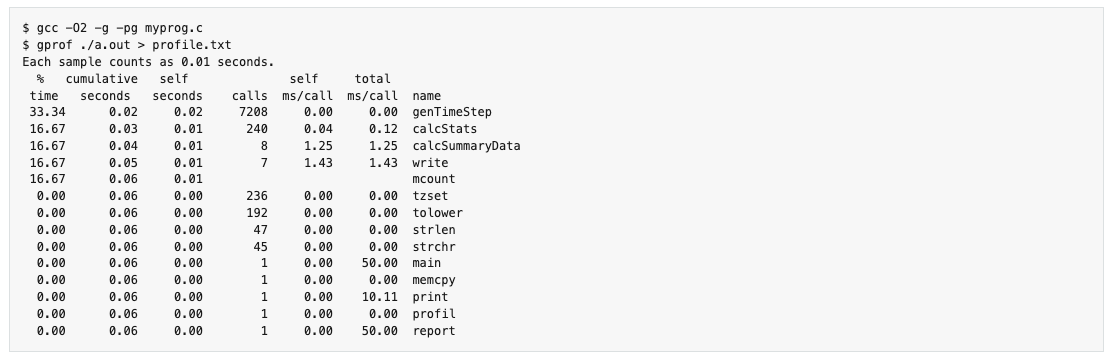 $ gcc -O2 -g -pg myprog.c
$ gprof ./a.out > profile.txt
Each sample counts as 0.01 seconds.
  %   cumulative   self              self     total
 time   seconds   seconds    calls  ms/call  ms/call  name
 33.34      0.02      0.02     7208    0.00     0.00  genTimeStep
 16.67      0.03      0.01      240    0.04     0.12  calcStats
 16.67      0.04      0.01        8    1.25     1.25  calcSummaryData
 16.67      0.05      0.01        7    1.43     1.43  write
 16.67      0.06      0.01                            mcount
  0.00      0.06      0.00      236    0.00     0.00  tzset
  0.00      0.06      0.00      192    0.00     0.00  tolower
  0.00      0.06      0.00       47    0.00     0.00  strlen
  0.00      0.06      0.00       45    0.00     0.00  strchr
  0.00      0.06      0.00        1    0.00    50.00  main
  0.00      0.06      0.00        1    0.00     0.00  memcpy
  0.00      0.06      0.00        1    0.00    10.11  print
  0.00      0.06      0.00        1    0.00     0.00  profil
  0.00      0.06      0.00        1    0.00    50.00  report